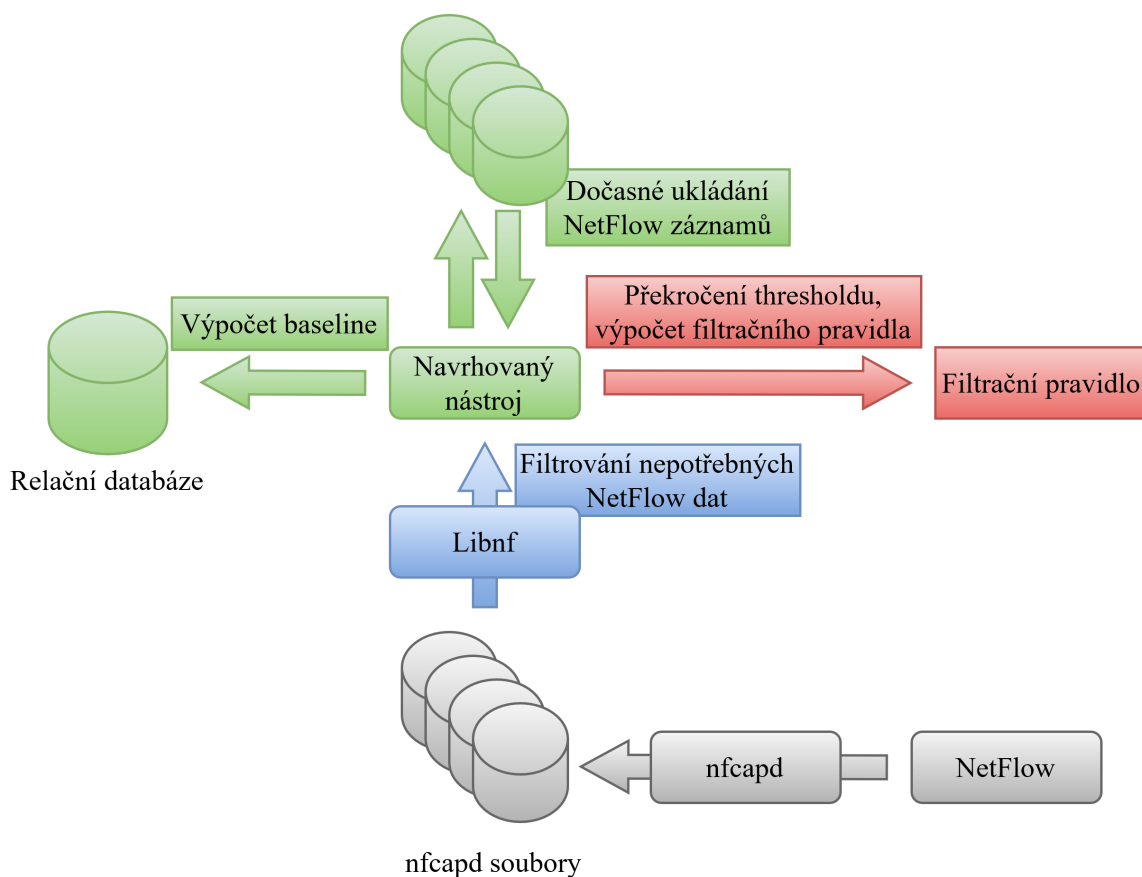 Dočasné ukládání
NetFlow záznamů
Překročení thresholdu,
výpočet filtračního pravidla
Výpočet baseline
Navrhovaný
nástroj
Filtrační pravidlo
Relační databáze
Filtrování nepotřebných
NetFlow dat
Libnf
nfcapd
NetFlow
nfcapd soubory